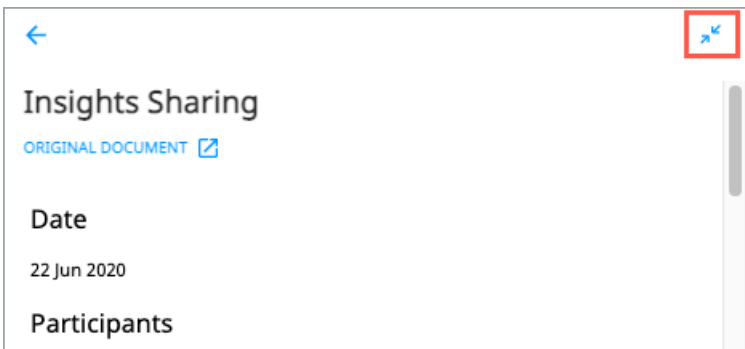 Insights Sharing
ORIGINAL DOCUMENT
Date
22 Jun 2020
Participants